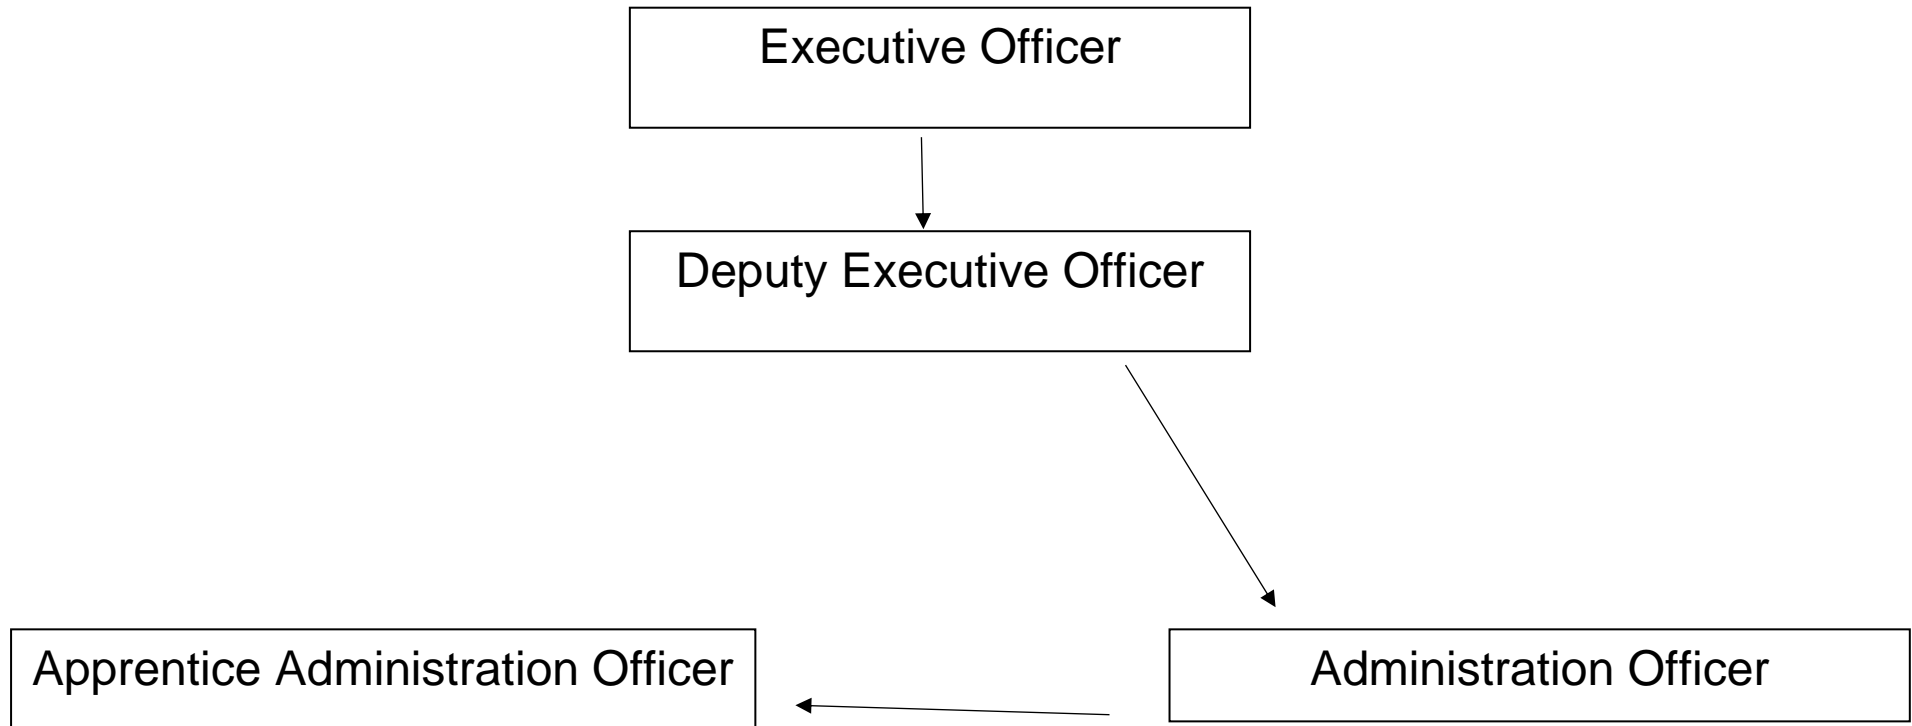 Executive Officer
Deputy Executive Officer
Apprentice Administration Officer
Administration Officer